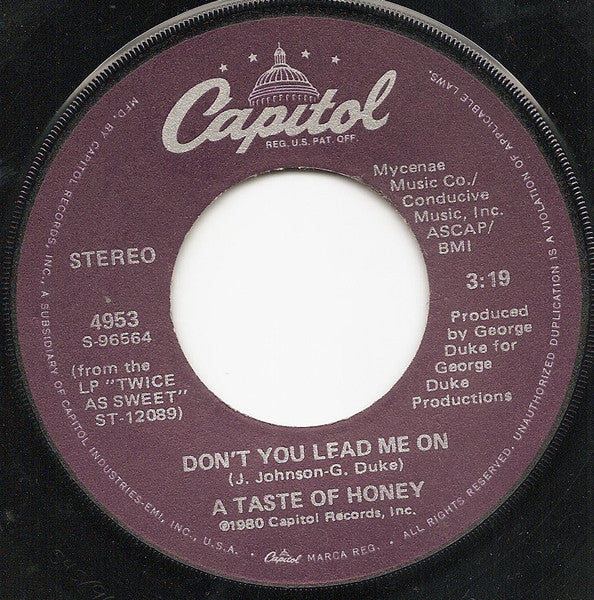 Capitol
REG. U.S. PAT. OFF.
Mycenae
Music Co./
Conducive
Music, Inc.
ASCAP/
BMI
STEREO
3:19
4953
S-96564
(from the
LP "TWICE
AS SWEET"
ST-12089)
Produced
by George
Duke for
George
Duke
Productions
DON'T YOU LEAD ME ON
(J. Johnson-G. Duke)
A TASTE OF HONEY
℗1980 Capitol Records, Inc.
MFD. BY CAPITOL RECORDS, INC., A SUBSIDIARY OF CAPITOL INDUSTRIES-EMI, INC., U.S.A. • Capitol MARCA REG. • ALL RIGHTS RESERVED. UNAUTHORIZED DUPLICATION IS A VIOLATION OF APPLICABLE LAWS.